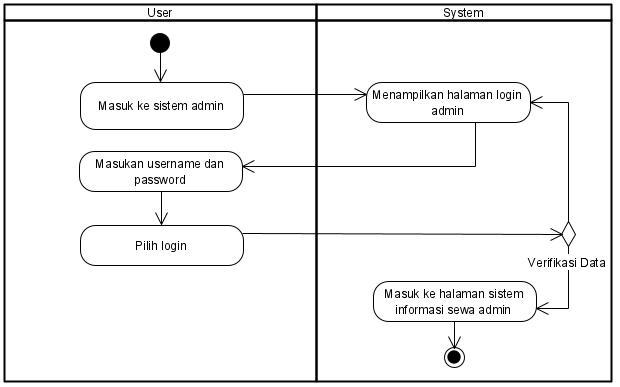 User
System
Masuk ke sistem admin
Menampilkan halaman login
admin
Masukan username dan
password
Pilih login
Verifikasi Data
Masuk ke halaman sistem
informasi sewa admin